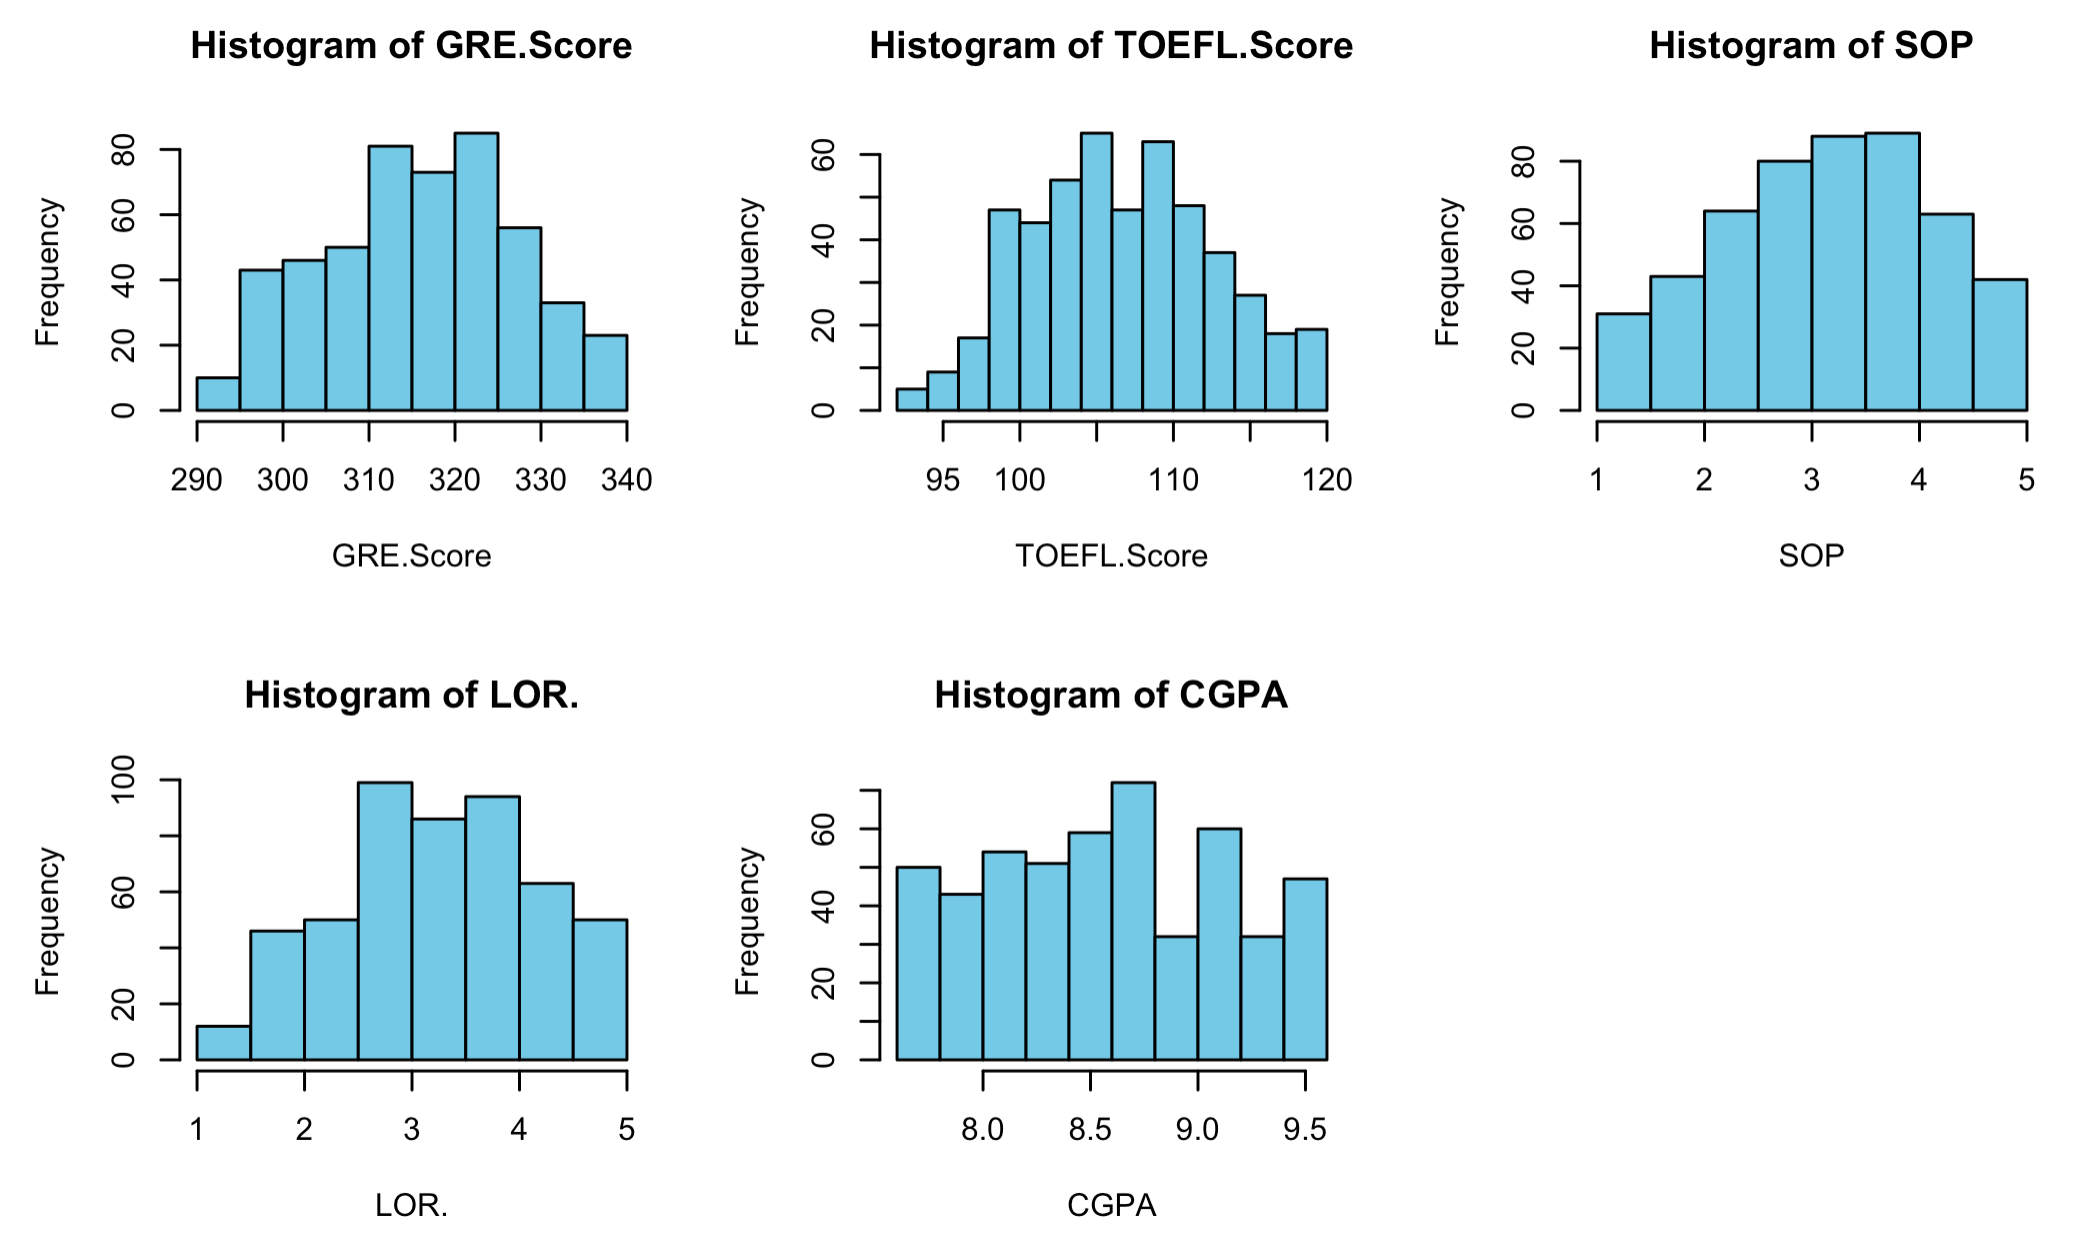 Histogram of GRE.Score
Frequency
0 20 40 60 80
290 300 310 320 330 340
GRE.Score
Histogram of TOEFL.Score
Frequency
0 20 40 60
95 100 110 120
TOEFL.Score
Histogram of SOP
Frequency
0 20 40 60 80
1 2 3 4 5
SOP
Histogram of LOR.
Frequency
0 20 60 100
1 2 3 4 5
LOR.
Histogram of CGPA
Frequency
0 20 40 60
8.0 8.5 9.0 9.5
CGPA